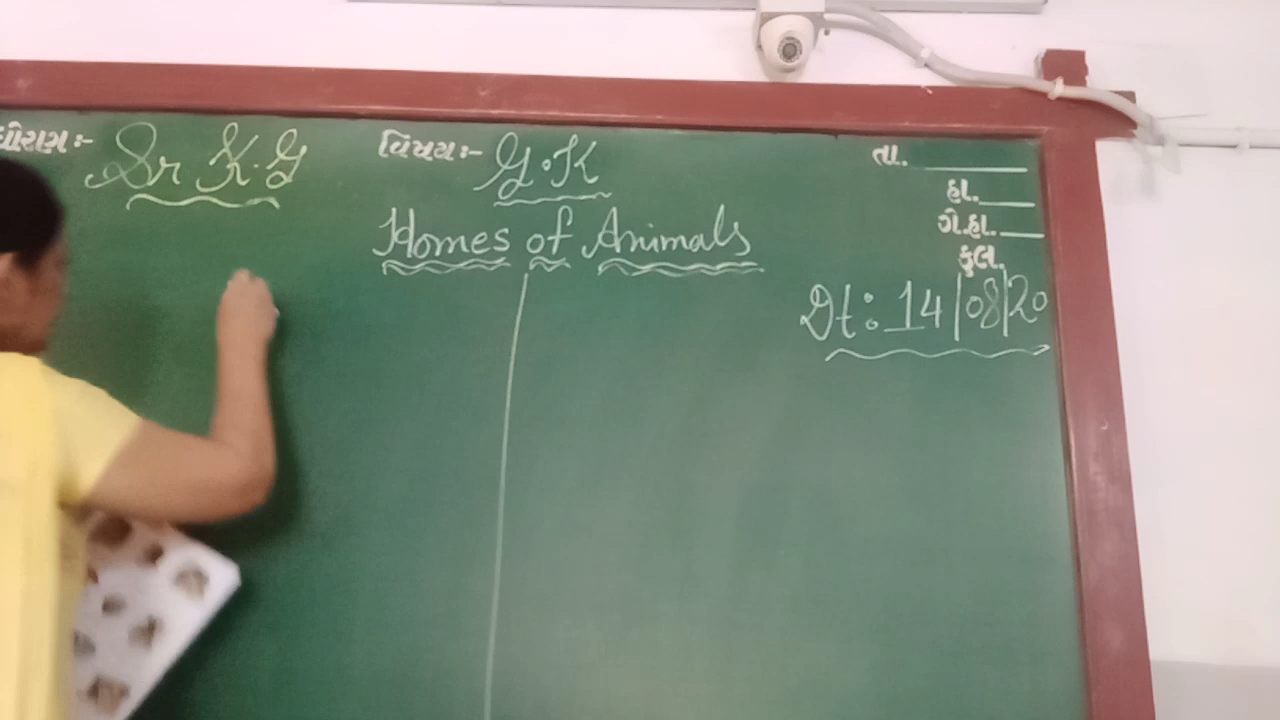 ધોરણઃ- Sr K.G વિષયઃ- G.K તા.
હા.
Homes of Animals ગે.હા.
કુલ.
Dt: 14|08|20